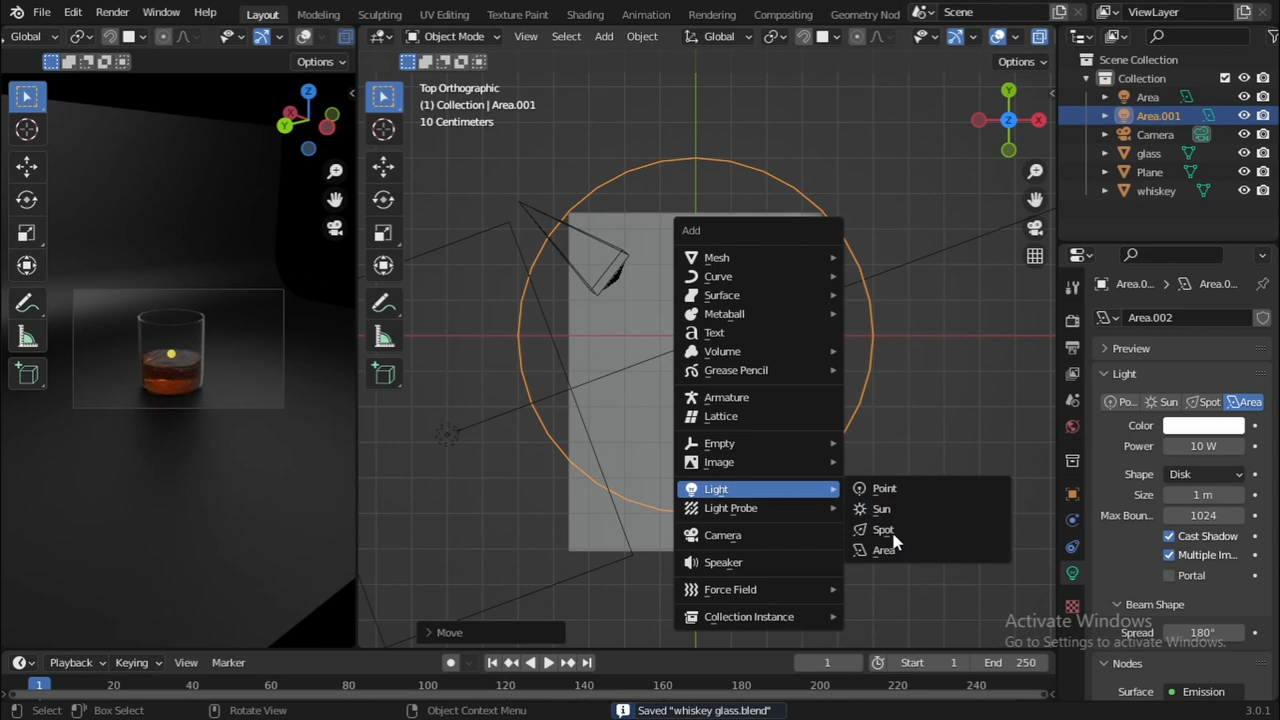 File Edit Render Window Help Layout Modeling Sculpting UV Editing Texture Paint Shading Animation Rendering Compositing Geometry Nod Scene ViewLayer
Global Object Mode View Select Add Object Global
Options Options
Top Orthographic
(1) Collection | Area.001
10 Centimeters
Z
X
Y
Y
Z
X
Scene Collection
Collection
Area
Area.001
Camera
glass
Plane
whiskey
Add
Mesh
Curve
Surface
Metaball
Text
Volume
Grease Pencil
Armature
Lattice
Empty
Image
Light
Light Probe
Camera
Speaker
Force Field
Collection Instance
Point
Sun
Spot
Area
Move
Area.0... Area.0...
Area.002
Preview
Light
Po... Sun Spot Area
Color
Power 10 W
Shape Disk
Size 1 m
Max Boun... 1024
Cast Shadow
Multiple Im...
Portal
Beam Shape
Spread 180°
Nodes
Surface Emission
Activate Windows
Go to Settings to activate Windows.
Playback Keying View Marker 1 Start 1 End 250
1 20 40 60 80 100 120 140 160 180 200 220 240
Select Box Select Rotate View Object Context Menu Saved "whiskey glass.blend" 3.0.1